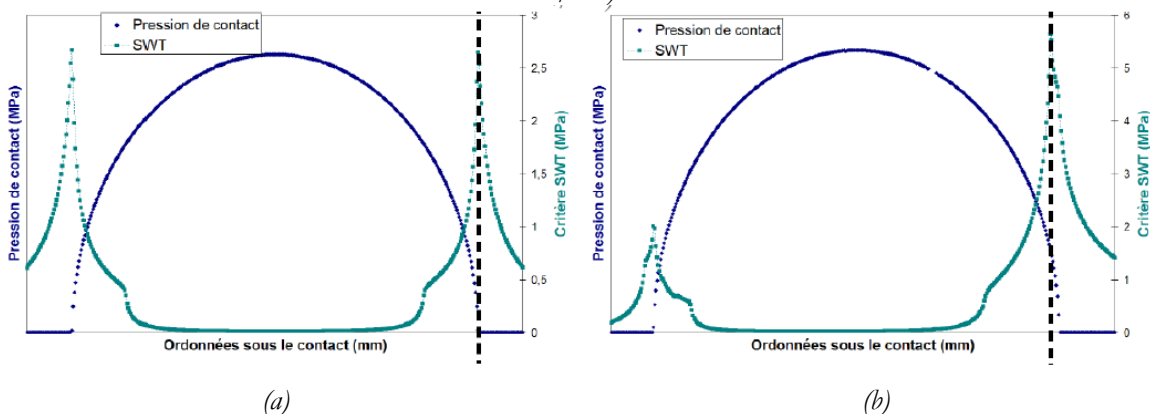 Pression de contact
SWT
Pression de contact (MPa)
3
2,5
2
1,5
1
0,5
0
Critère SWT (MPa)
Ordonnées sous le contact (mm)
(a)
Pression de contact
SWT
Pression de contact (MPa)
6
5
4
3
2
1
0
Critère SWT (MPa)
Ordonnées sous le contact (mm)
(b)